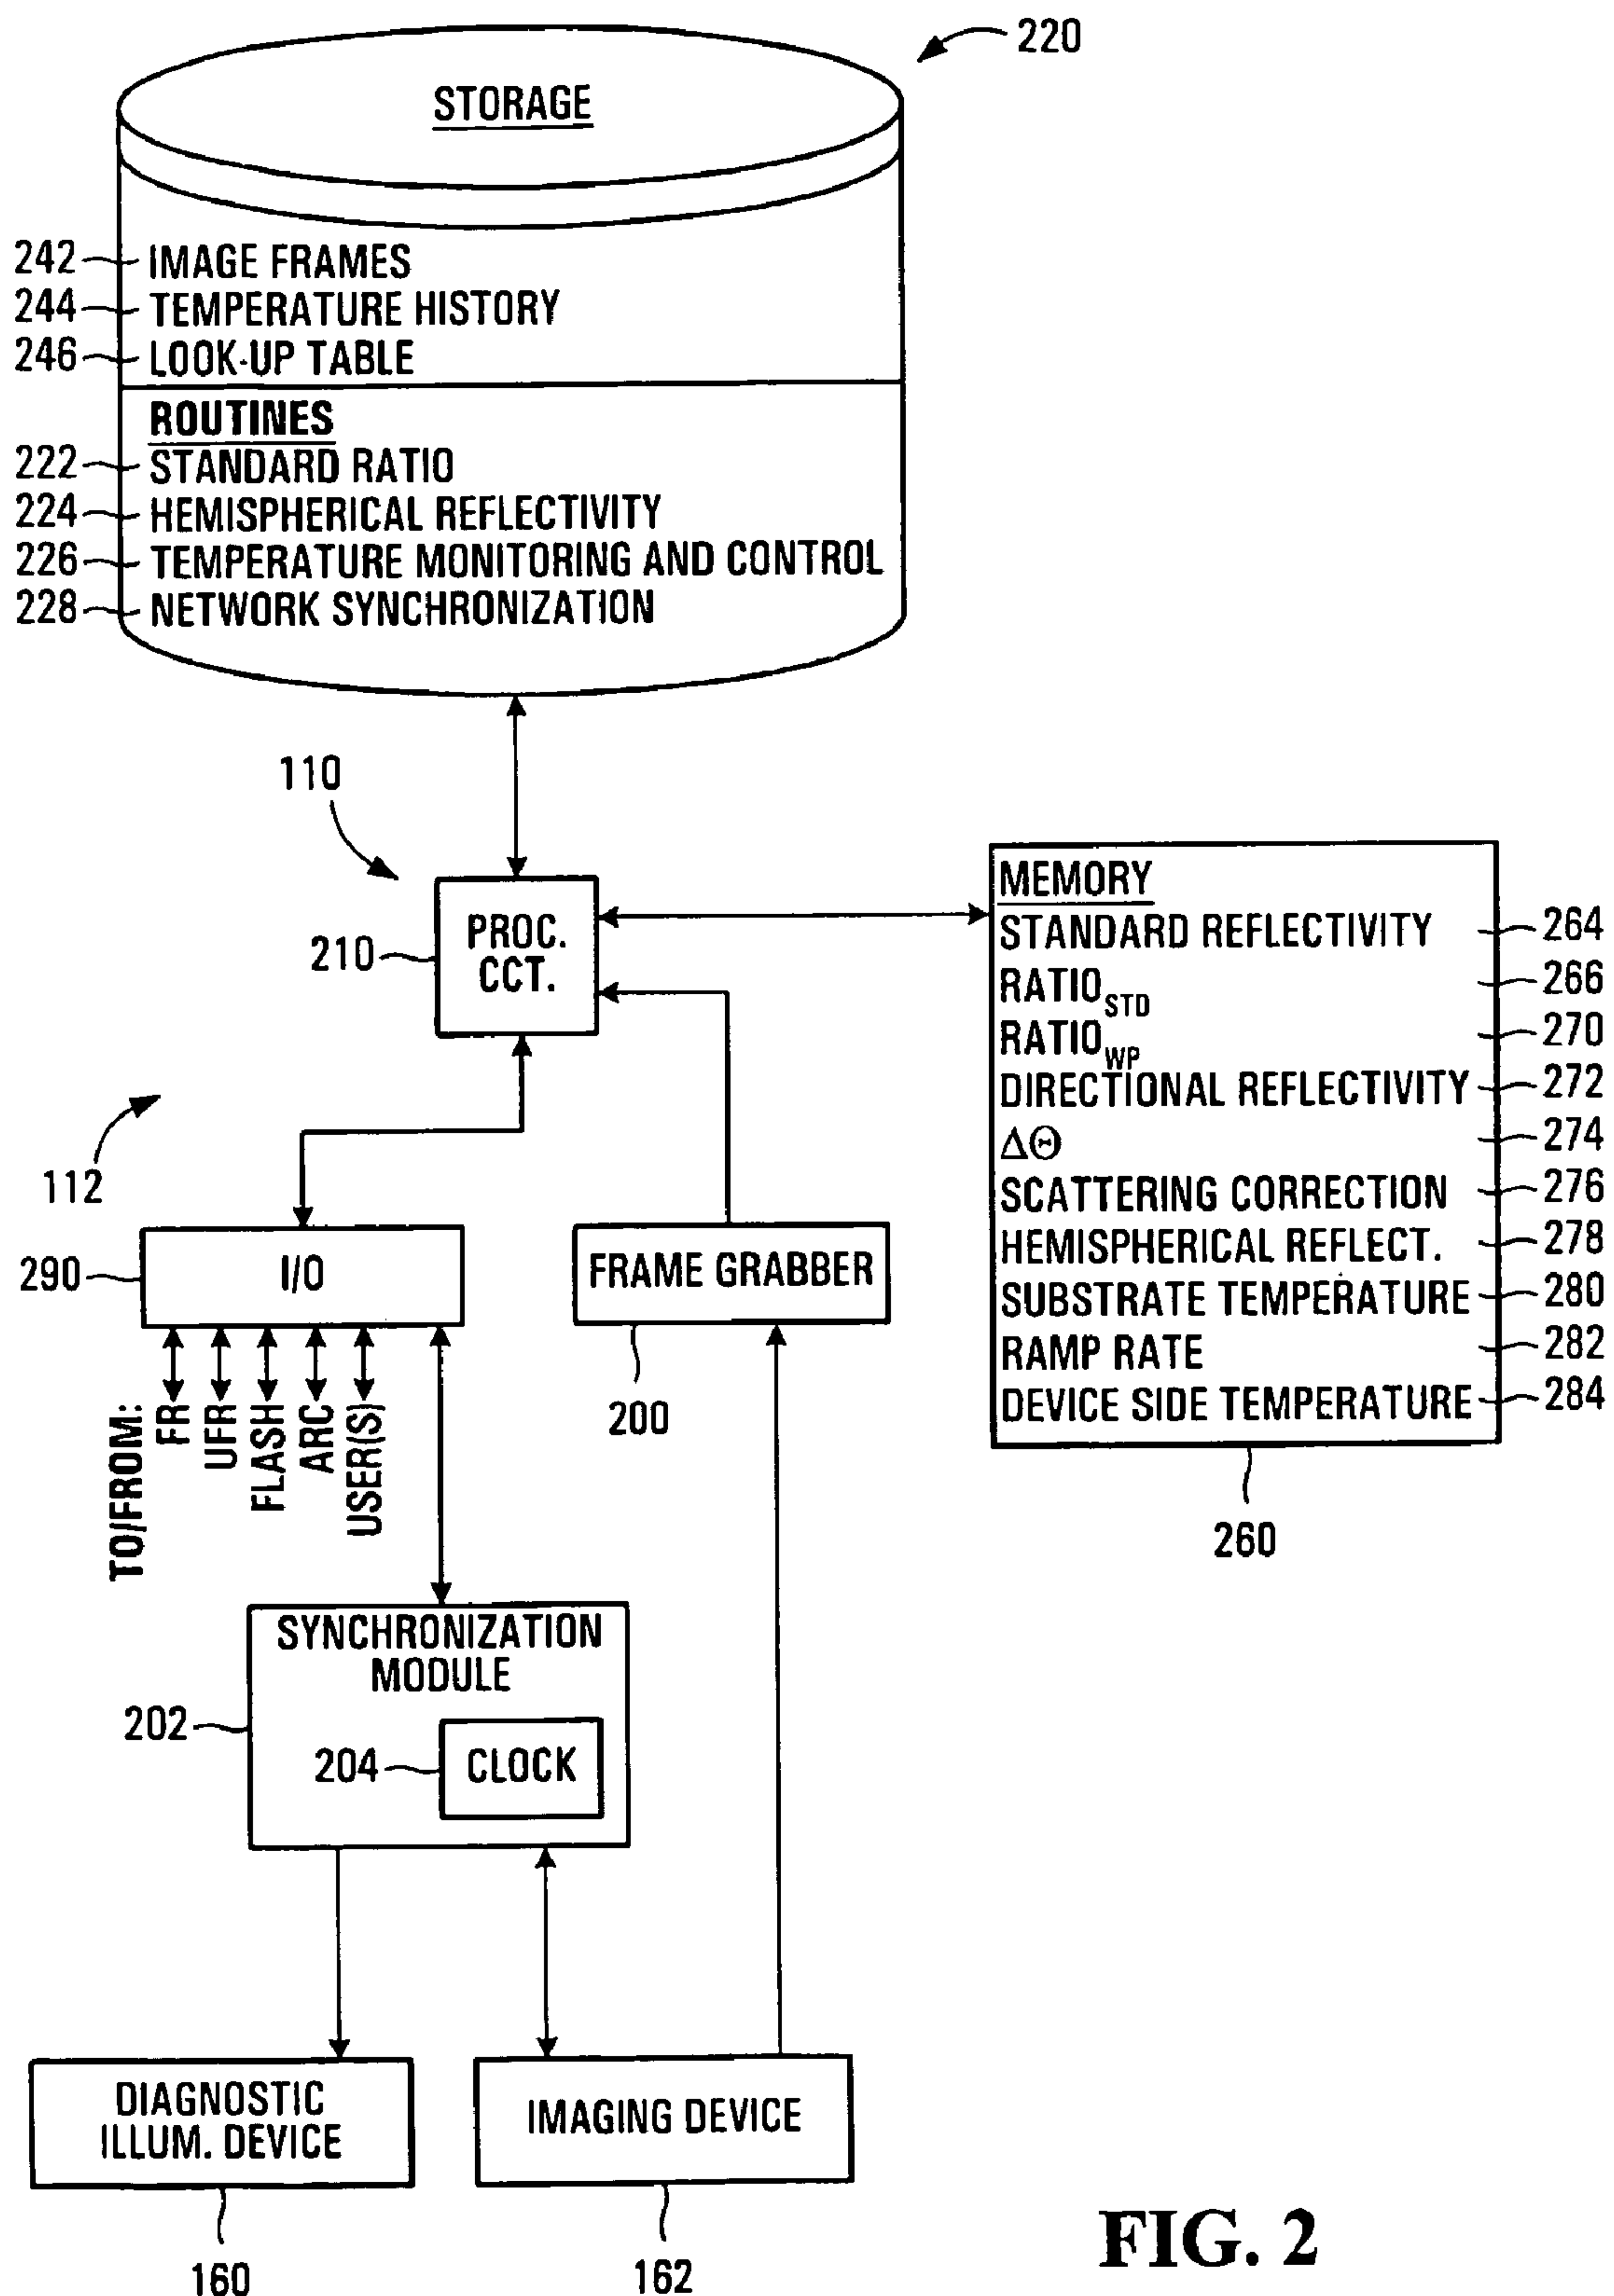 220
STORAGE
242 IMAGE FRAMES
244 TEMPERATURE HISTORY
246 LOOK-UP TABLE
ROUTINES
222 STANDARD RATIO
224 HEMISPHERICAL REFLECTIVITY
226 TEMPERATURE MONITORING AND CONTROL
228 NETWORK SYNCHRONIZATION
110
210
PROC.
CCT.
MEMORY
STANDARD REFLECTIVITY 264
RATIO STD 266
RATIO WP 270
DIRECTIONAL REFLECTIVITY 272
ΔΘ 274
SCATTERING CORRECTION 276
HEMISPHERICAL REFLECT. 278
SUBSTRATE TEMPERATURE 280
RAMP RATE 282
DEVICE SIDE TEMPERATURE 284
260
112
290 I/O
FRAME GRABBER
200
TO/FROM:
FR
UFR
FLASH
ARC
USER(S)
SYNCHRONIZATION
MODULE
202
204 CLOCK
DIAGNOSTIC
ILLUM. DEVICE
160
IMAGING DEVICE
162
FIG. 2